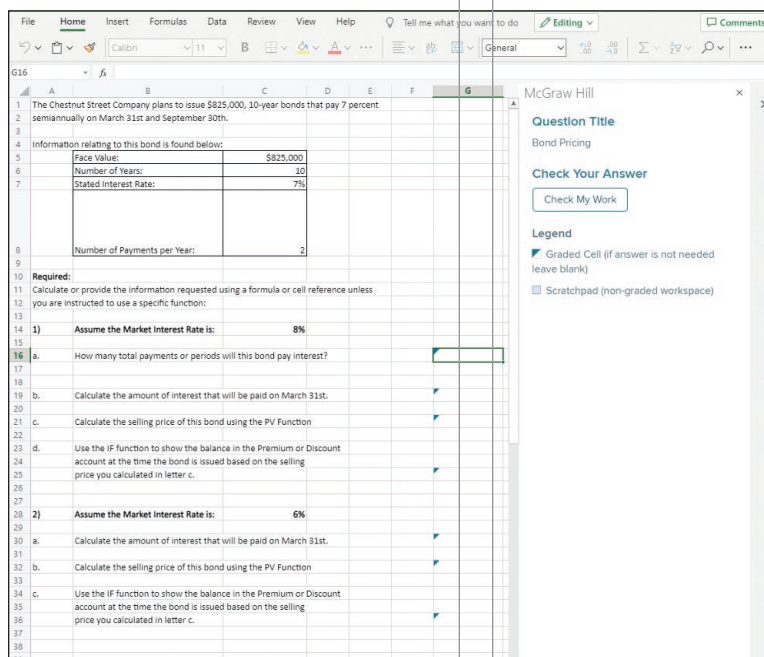 File Home Insert Formulas Data Review View Help Tell me what you want to do Editing Comments
Calibri 11 B A ... ab General .00 .00 Σ ...
G16 fx
A B C D E F G
1 The Chestnut Street Company plans to issue $825,000, 10-year bonds that pay 7 percent
2 semiannually on March 31st and September 30th.
3
4 Information relating to this bond is found below:
5 Face Value: $825,000
6 Number of Years: 10
7 Stated Interest Rate: 7%
8 Number of Payments per Year: 2
9
10 Required:
11 Calculate or provide the information requested using a formula or cell reference unless
12 you are instructed to use a specific function:
13
14 1) Assume the Market Interest Rate is: 8%
15
16 a. How many total payments or periods will this bond pay interest?
17
18
19 b. Calculate the amount of interest that will be paid on March 31st.
20
21 c. Calculate the selling price of this bond using the PV Function
22
23 d. Use the IF function to show the balance in the Premium or Discount
24 account at the time the bond is issued based on the selling
25 price you calculated in letter c.
26
27
28 2) Assume the Market Interest Rate is: 6%
29
30 a. Calculate the amount of interest that will be paid on March 31st.
31
32 b. Calculate the selling price of this bond using the PV Function
33
34 c. Use the IF function to show the balance in the Premium or Discount
35 account at the time the bond is issued based on the selling
36 price you calculated in letter c.
37
38
McGraw Hill
Question Title
Bond Pricing
Check Your Answer
Check My Work
Legend
Graded Cell (if answer is not needed
leave blank)
Scratchpad (non-graded workspace)